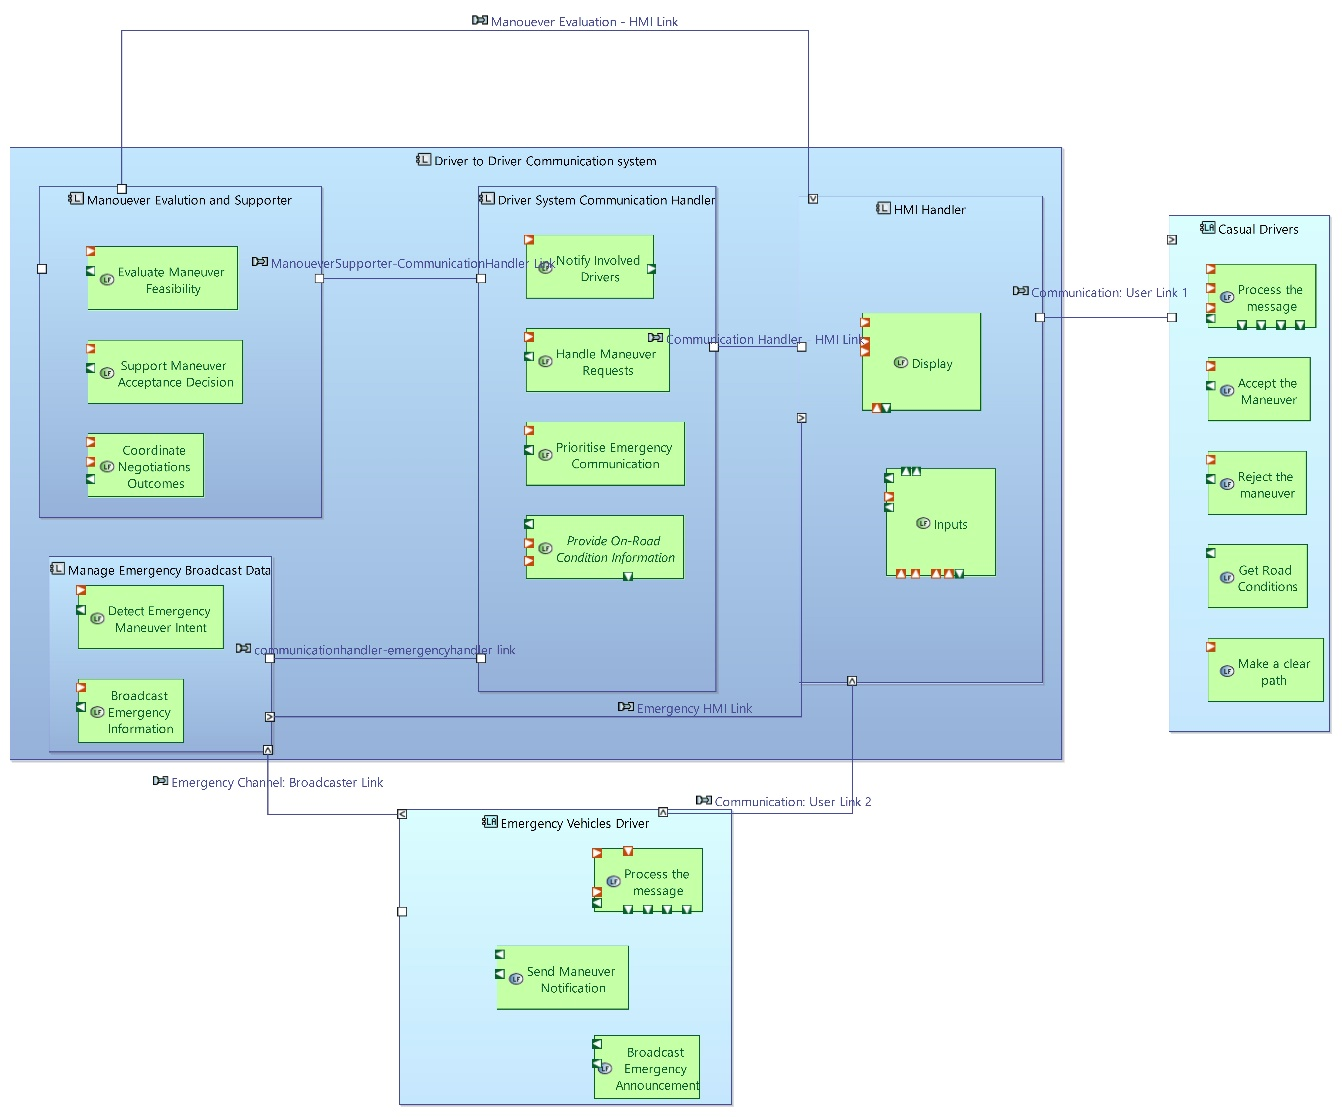 Manouever Evaluation - HMI Link
Driver to Driver Communication system
Manouever Evalution and Supporter
Evaluate Maneuver
Feasibility
Support Maneuver
Acceptance Decision
Coordinate
Negotiations
Outcomes
ManoueverSupporter-CommunicationHandler Link
Driver System Communication Handler
Notify Involved
Drivers
Handle Maneuver
Requests
Prioritise Emergency
Communication
Provide On-Road
Condition Information
Communication Handler - HMI Link
HMI Handler
Display
Inputs
Communication: User Link 1
Casual Drivers
Process the
message
Accept the
Maneuver
Reject the
maneuver
Get Road
Conditions
Make a clear
path
Manage Emergency Broadcast Data
Detect Emergency
Maneuver Intent
Broadcast
Emergency
Information
communicationhandler-emergencyhandler link
Emergency HMI Link
Emergency Channel: Broadcaster Link
Communication: User Link 2
Emergency Vehicles Driver
Process the
message
Send Maneuver
Notification
Broadcast
Emergency
Announcement